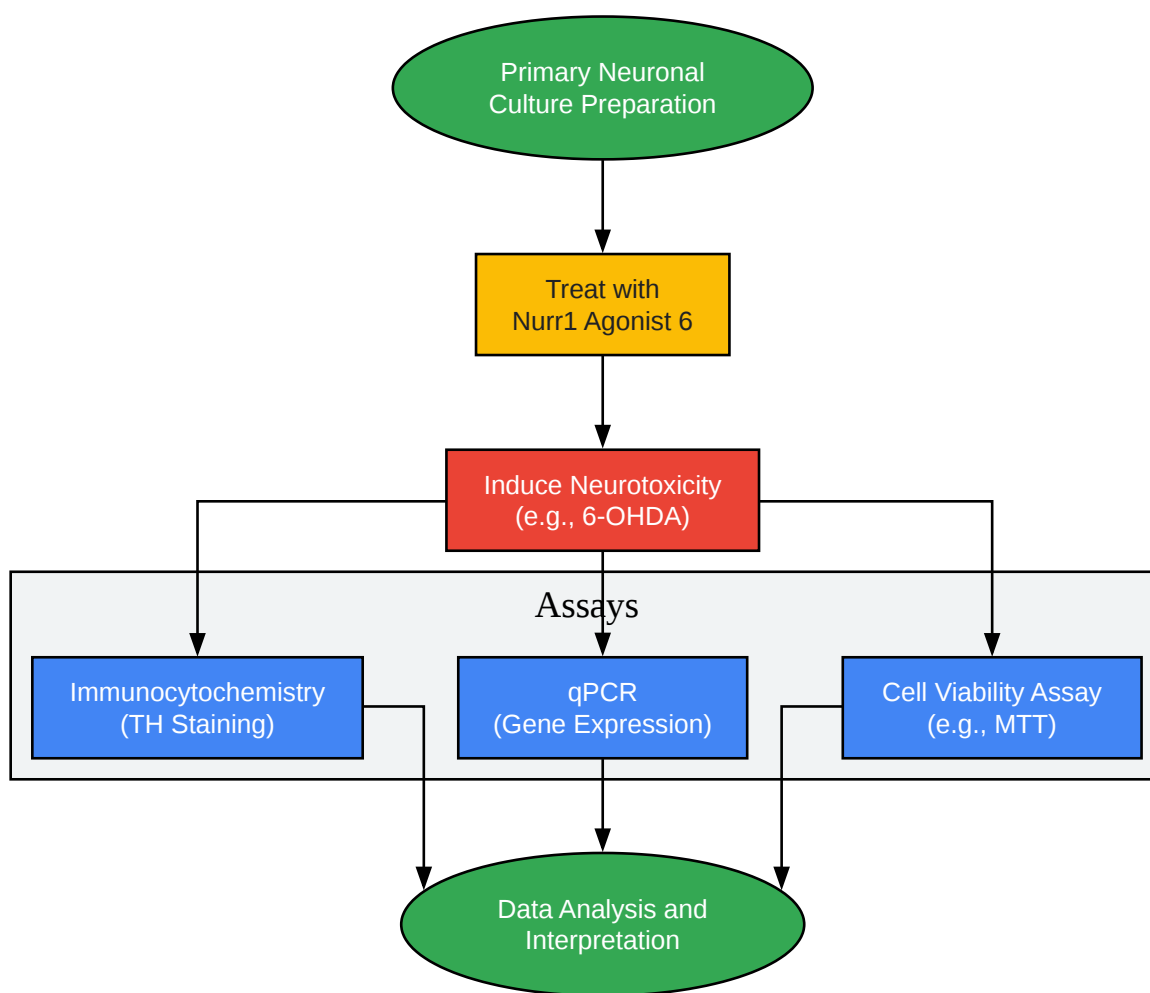 Primary Neuronal
Culture Preparation
Treat with
Nurr1 Agonist 6
Induce Neurotoxicity
(e.g., 6-OHDA)
Assays
Immunocytochemistry
(TH Staining)
qPCR
(Gene Expression)
Cell Viability Assay
(e.g., MTT)
Data Analysis and
Interpretation